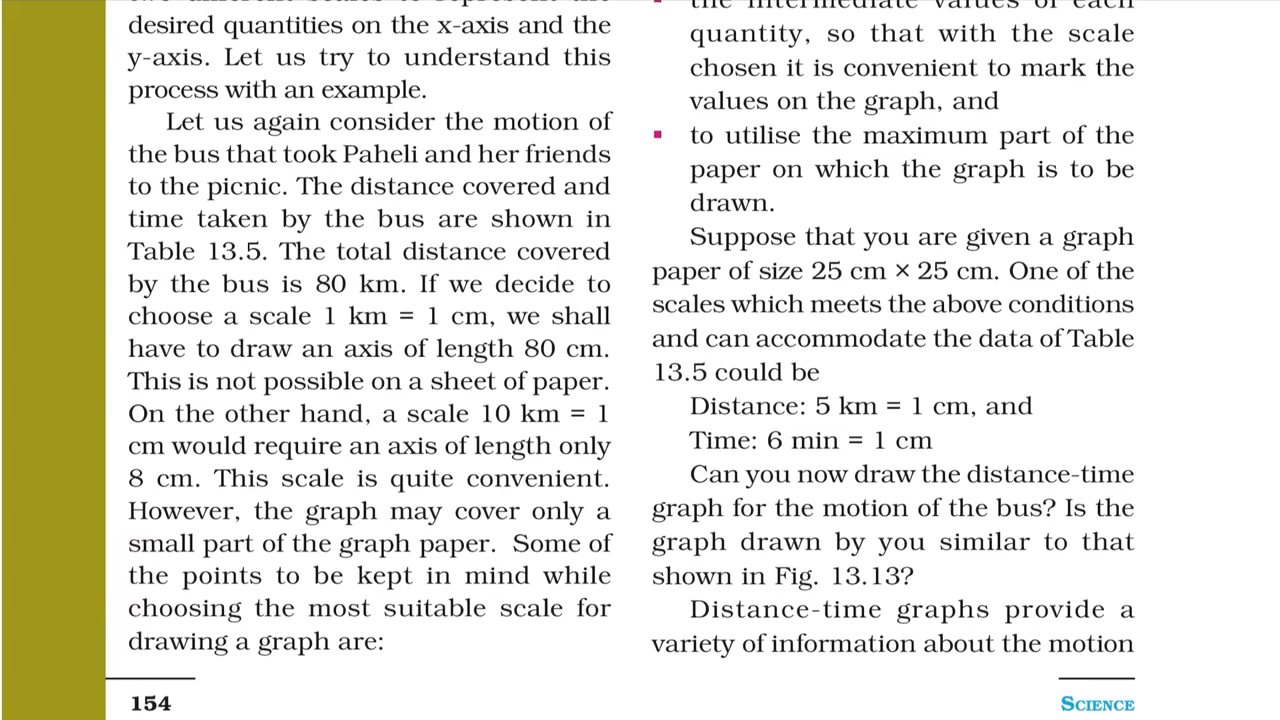 two different scales to represent the
desired quantities on the x-axis and the
y-axis. Let us try to understand this
process with an example.
Let us again consider the motion of
the bus that took Paheli and her friends
to the picnic. The distance covered and
time taken by the bus are shown in
Table 13.5. The total distance covered
by the bus is 80 km. If we decide to
choose a scale 1 km = 1 cm, we shall
have to draw an axis of length 80 cm.
This is not possible on a sheet of paper.
On the other hand, a scale 10 km = 1
cm would require an axis of length only
8 cm. This scale is quite convenient.
However, the graph may cover only a
small part of the graph paper. Some of
the points to be kept in mind while
choosing the most suitable scale for
drawing a graph are:
the intermediate values of each
quantity, so that with the scale
chosen it is convenient to mark the
values on the graph, and
▪ to utilise the maximum part of the
paper on which the graph is to be
drawn.
Suppose that you are given a graph
paper of size 25 cm × 25 cm. One of the
scales which meets the above conditions
and can accommodate the data of Table
13.5 could be
Distance: 5 km = 1 cm, and
Time: 6 min = 1 cm
Can you now draw the distance-time
graph for the motion of the bus? Is the
graph drawn by you similar to that
shown in Fig. 13.13?
Distance-time graphs provide a
variety of information about the motion
154
SCIENCE